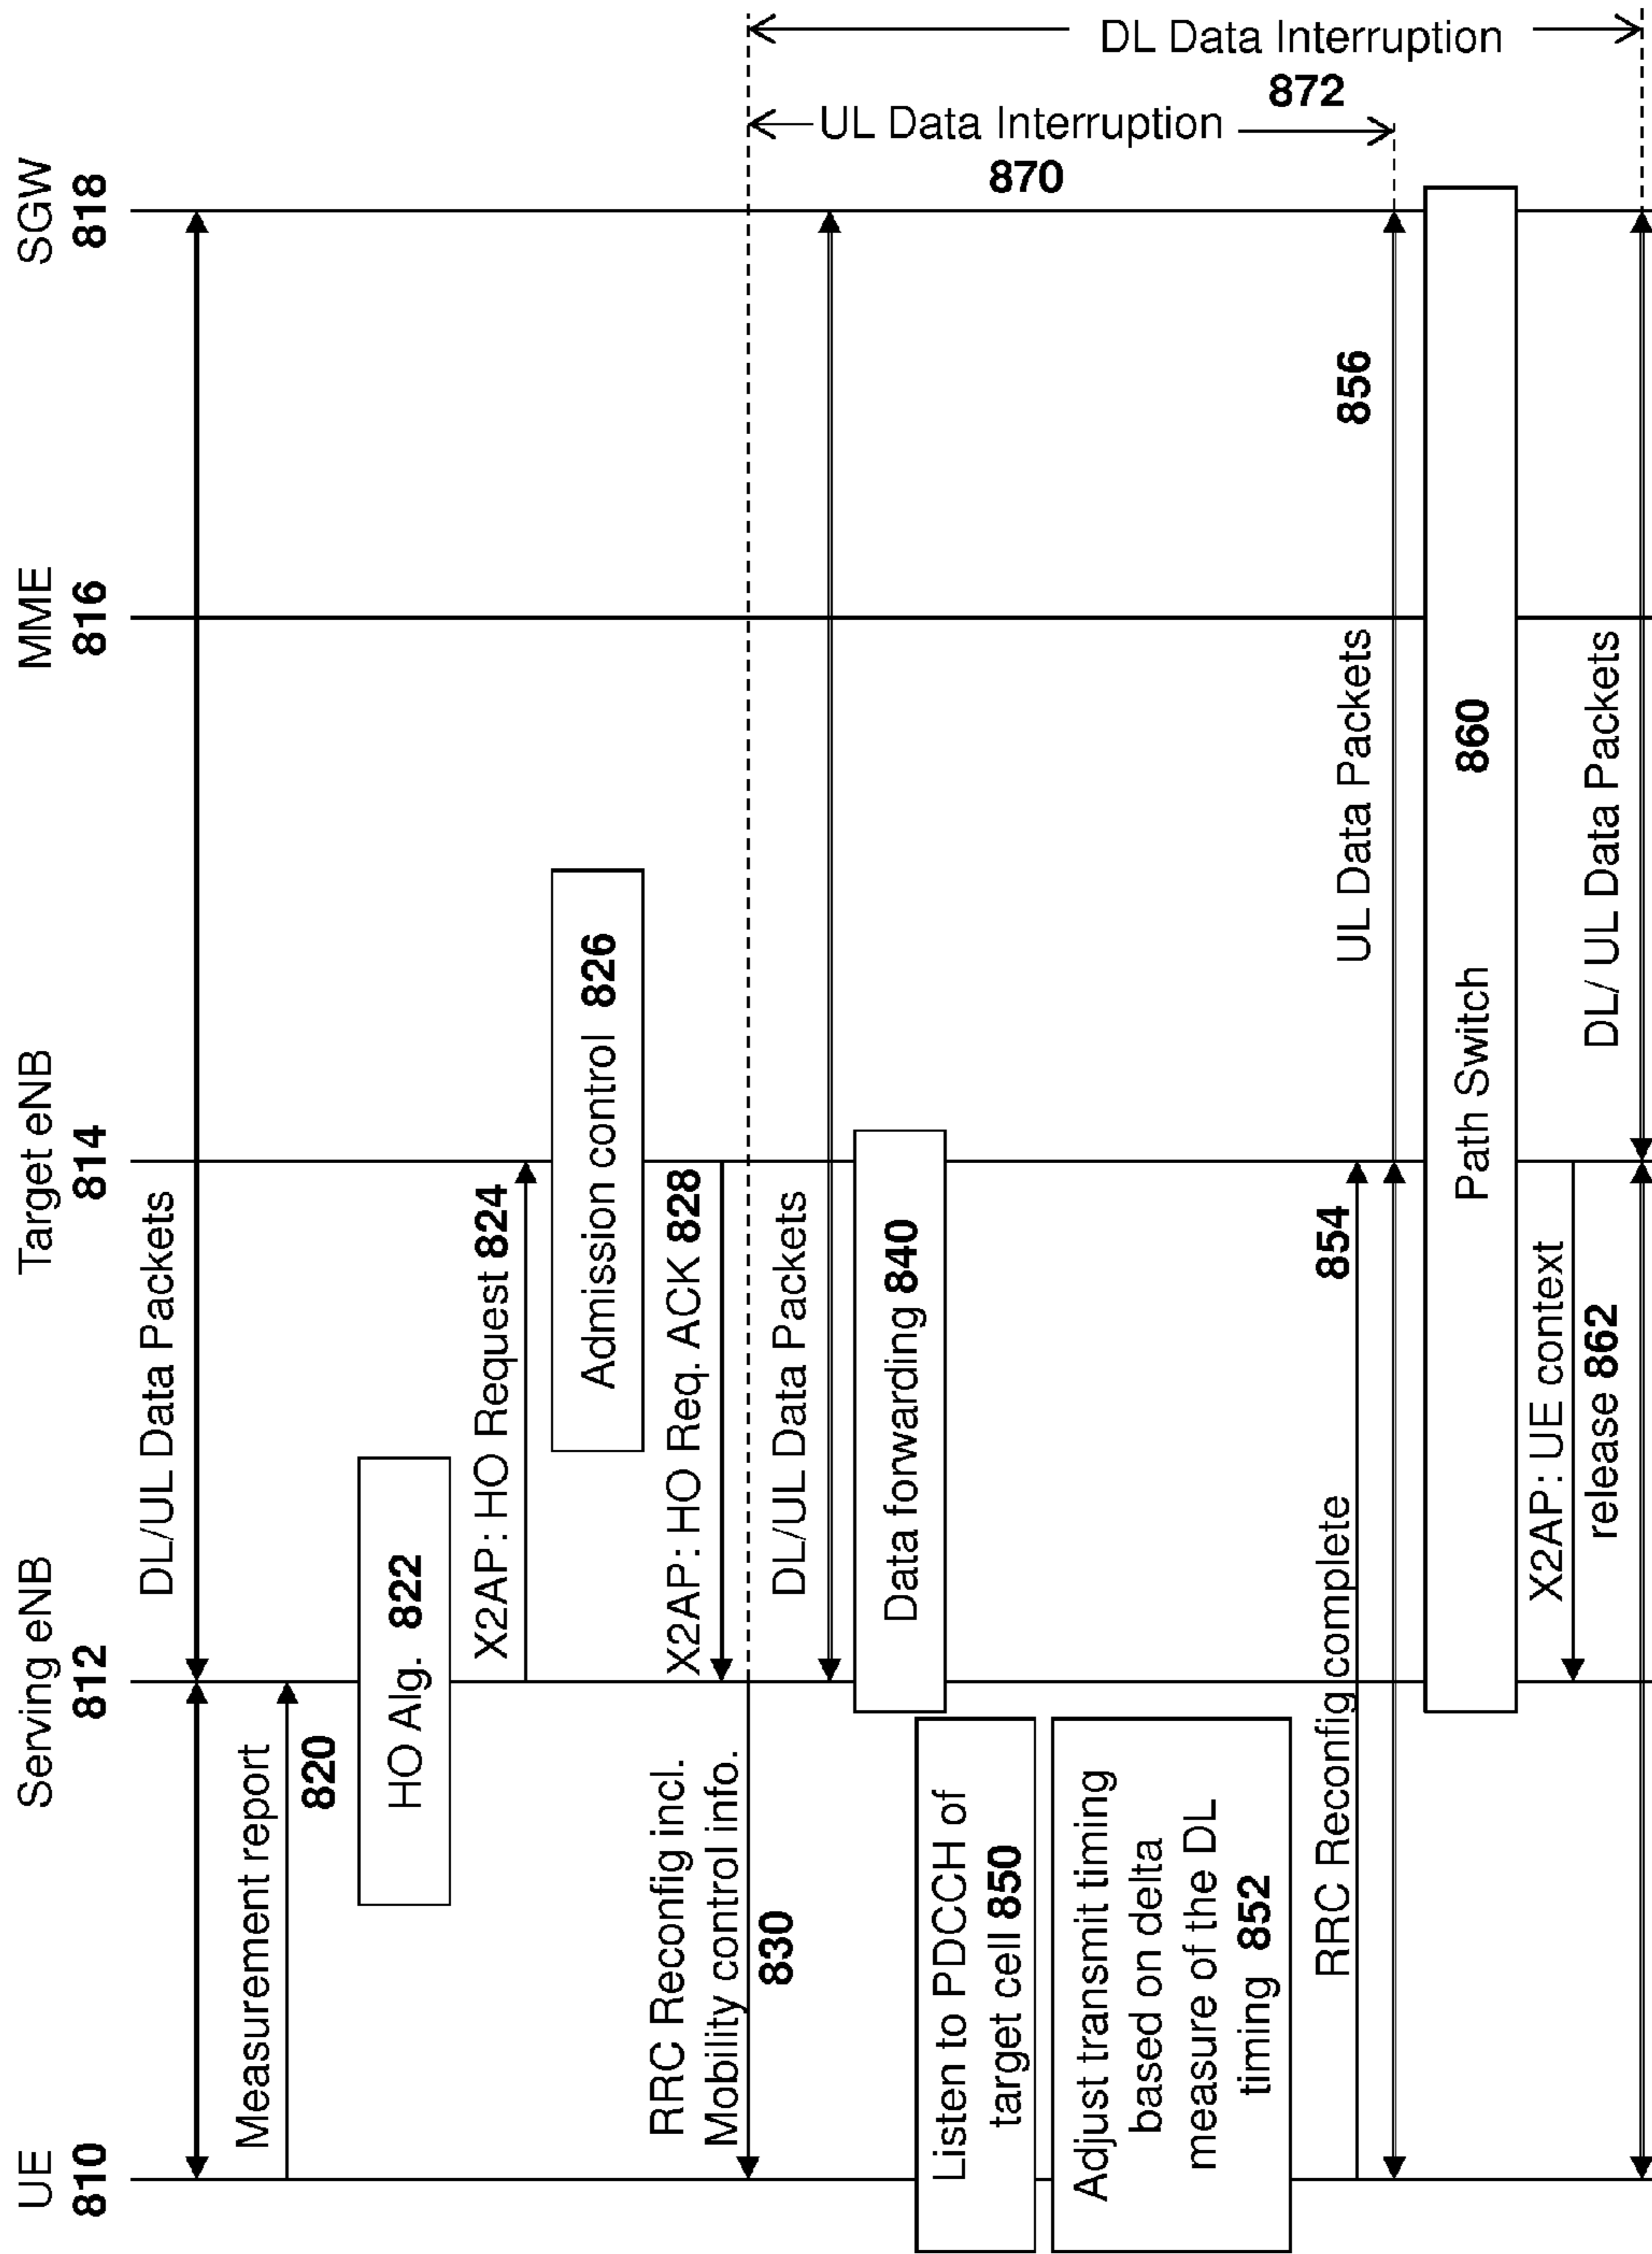 UE
810
Serving eNB
812
Target eNB
814
MME
816
SGW
818
DL/UL Data Packets
Measurement report
820
HO Alg. 822
X2AP: HO Request 824
Admission control 826
X2AP: HO Req. ACK 828
RRC Reconfig incl.
Mobility control info.
830
DL/UL Data Packets
Data forwarding 840
Listen to PDCCH of
target cell 850
Adjust transmit timing
based on delta
measure of the DL
timing 852
RRC Reconfig complete
854
UL Data Packets
856
Path Switch 860
X2AP: UE context
release 862
DL/ UL Data Packets
UL Data Interruption
870
DL Data Interruption
872